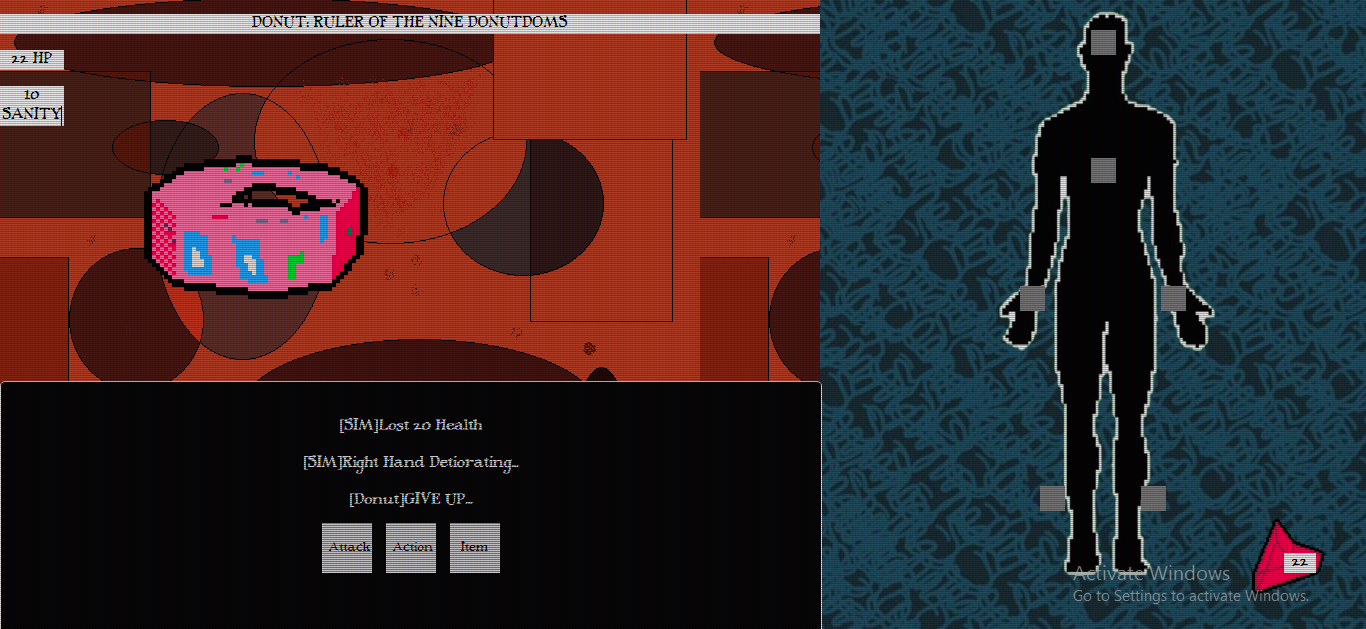 DONUT: RULER OF THE NINE DONUTDOMS
22 HP
10
SANITY
[SIM]Lost 20 Health
[SIM]Right Hand Detiorating...
[Donut]GIVE UP...
Attack Action Item
22
Activate Windows
Go to Settings to activate Windows.